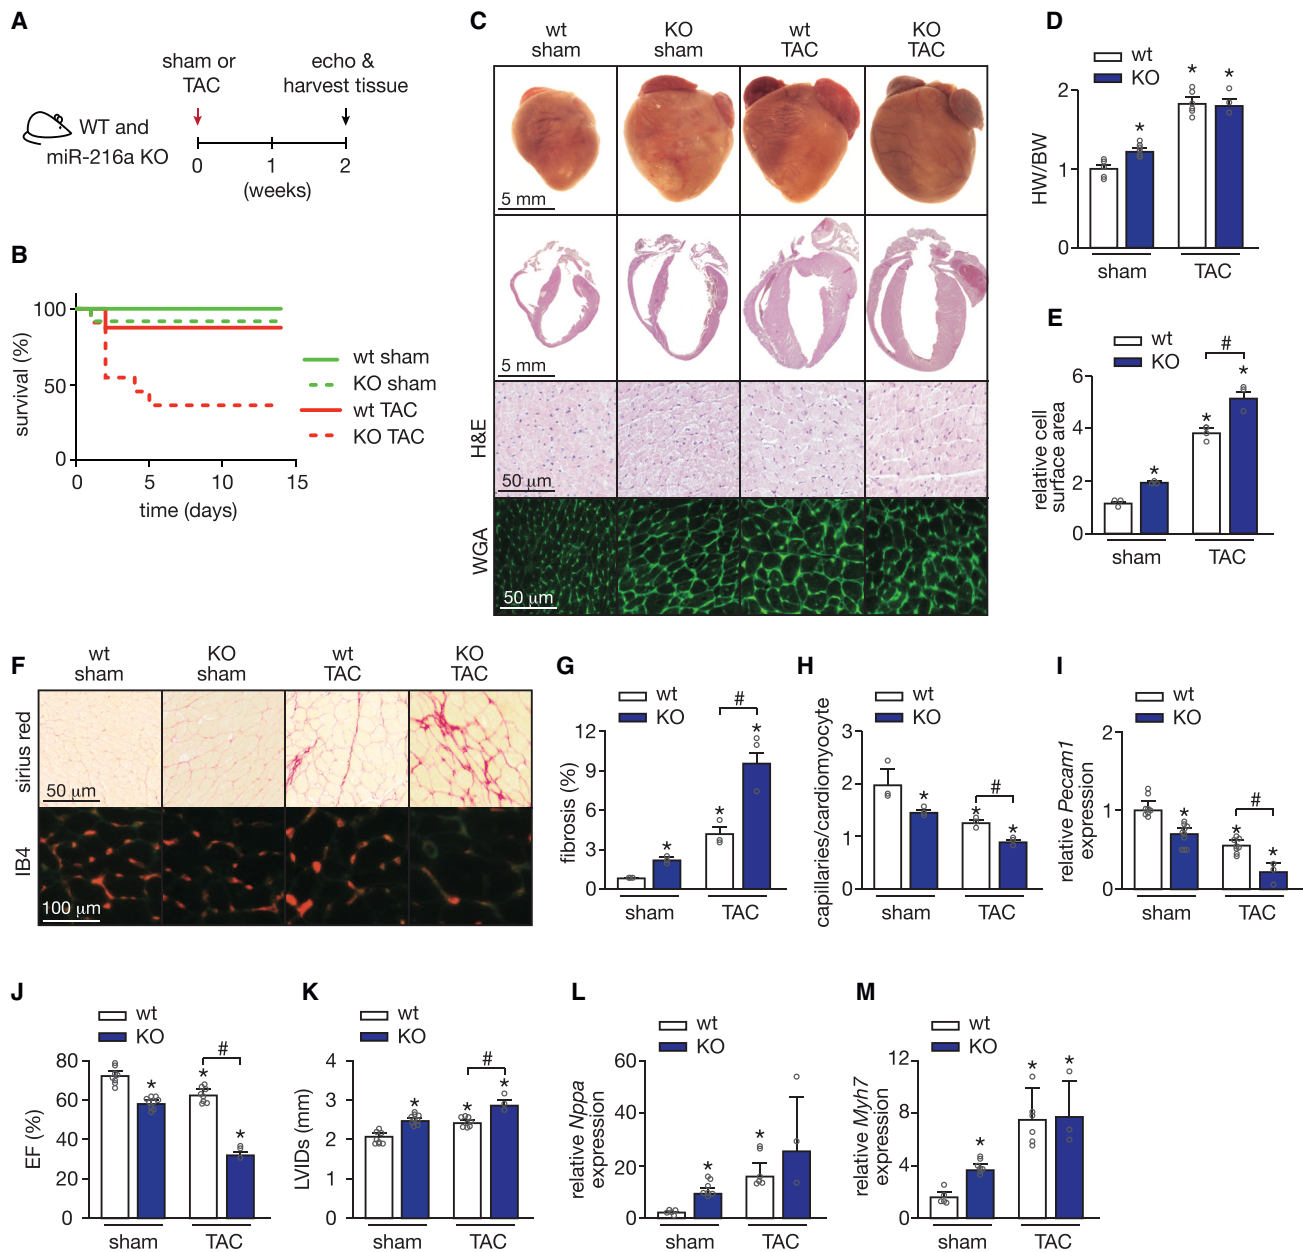 A
sham or
TAC
echo &
harvest tissue
WT and
miR-216a KO
0
1
2
(weeks)
B
survival (%)
100
50
0
0
5
10
15
time (days)
wt sham
KO sham
wt TAC
KO TAC
C
wt
sham
KO
sham
wt
TAC
KO
TAC
5 mm
5 mm
H&E
50 µm
WGA
50 µm
D
wt
KO
HW/BW
2
1
0
* * *
sham
TAC
E
wt
KO
relative cell
surface area
6
4
2
0
#
* * *
sham
TAC
F
wt
sham
KO
sham
wt
TAC
KO
TAC
sirius red
50 µm
IB4
100 µm
G
wt
KO
fibrosis (%)
12
9
6
3
0
#
* * *
sham
TAC
H
wt
KO
capillaries/cardiomyocyte
3
2
1
0
#
* * *
sham
TAC
I
wt
KO
relative Pecam1
expression
2
1
0
#
* * *
sham
TAC
J
wt
KO
EF (%)
80
60
40
20
0
#
* * *
sham
TAC
K
wt
KO
LVIDs (mm)
4
3
2
1
0
#
* * *
sham
TAC
L
wt
KO
relative Nppa
expression
60
40
20
0
* *
sham
TAC
M
wt
KO
relative Myh7
expression
12
8
4
0
* * *
sham
TAC